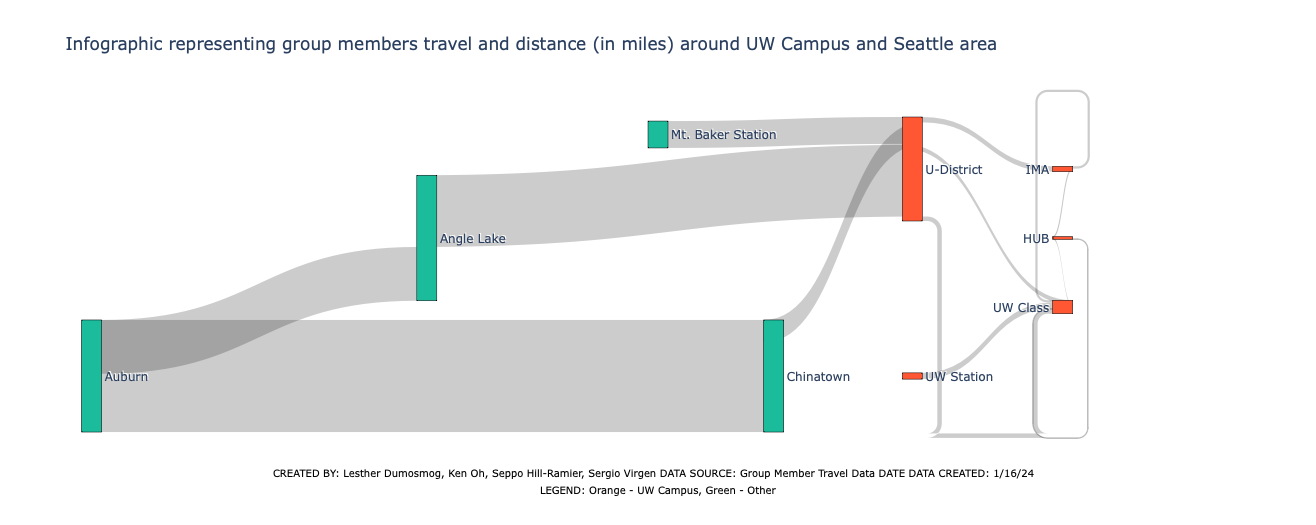 Infographic representing group members travel and distance (in miles) around UW Campus and Seattle area
Mt. Baker Station
U-District
IMA
Angle Lake
HUB
UW Class
Auburn
Chinatown
UW Station
CREATED BY: Lesther Dumosmog, Ken Oh, Seppo Hill-Ramier, Sergio Virgen DATA SOURCE: Group Member Travel Data DATE DATA CREATED: 1/16/24
LEGEND: Orange - UW Campus, Green - Other